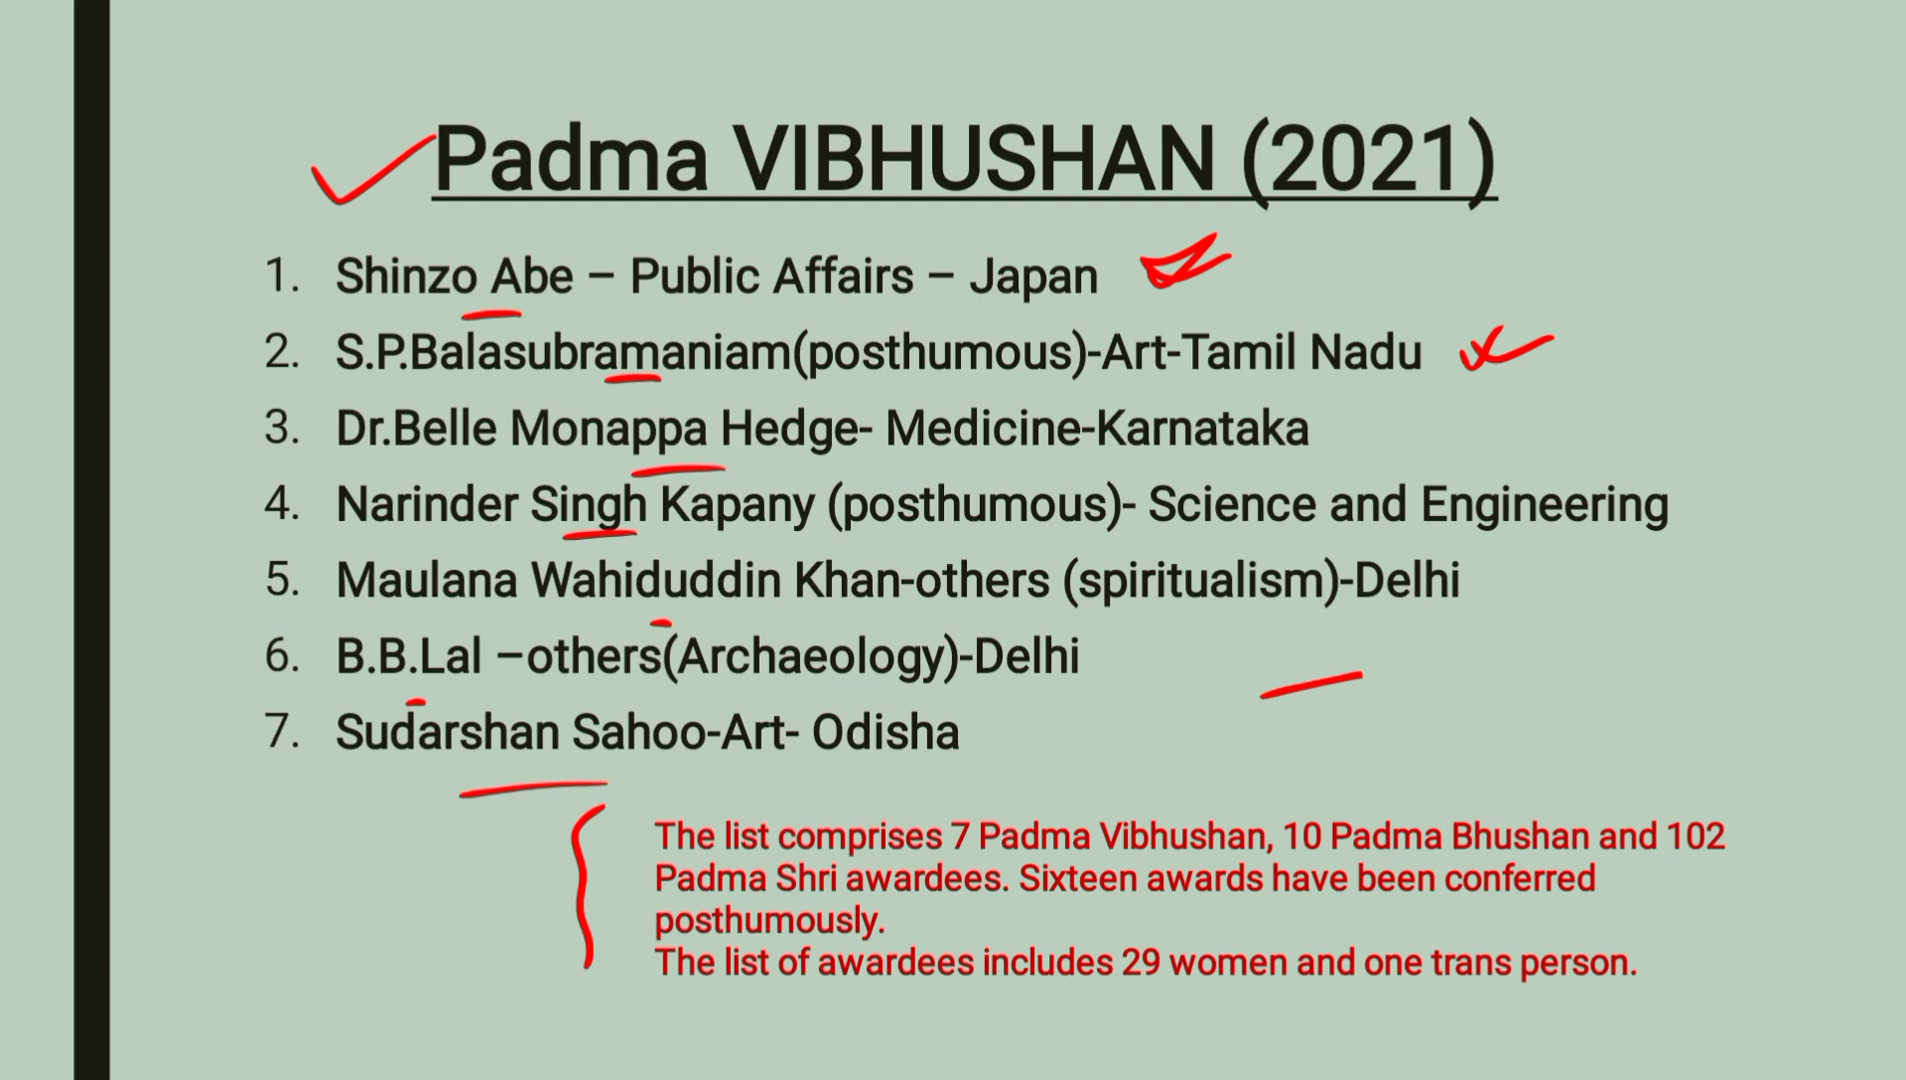 Padma VIBHUSHAN (2021)
1. Shinzo Abe – Public Affairs – Japan
2. S.P.Balasubramaniam(posthumous)-Art-Tamil Nadu
3. Dr.Belle Monappa Hedge- Medicine-Karnataka
4. Narinder Singh Kapany (posthumous)- Science and Engineering
5. Maulana Wahiduddin Khan-others (spiritualism)-Delhi
6. B.B.Lal –others(Archaeology)-Delhi
7. Sudarshan Sahoo-Art- Odisha
The list comprises 7 Padma Vibhushan, 10 Padma Bhushan and 102
Padma Shri awardees. Sixteen awards have been conferred
posthumously.
The list of awardees includes 29 women and one trans person.